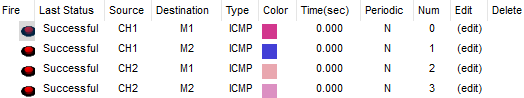 Fire Last Status Source Destination Type Color Time(sec) Periodic Num Edit Delete
Successful CH1 M1 ICMP 0.000 N 0 (edit)
Successful CH1 M2 ICMP 0.000 N 1 (edit)
Successful CH2 M1 ICMP 0.000 N 2 (edit)
Successful CH2 M2 ICMP 0.000 N 3 (edit)